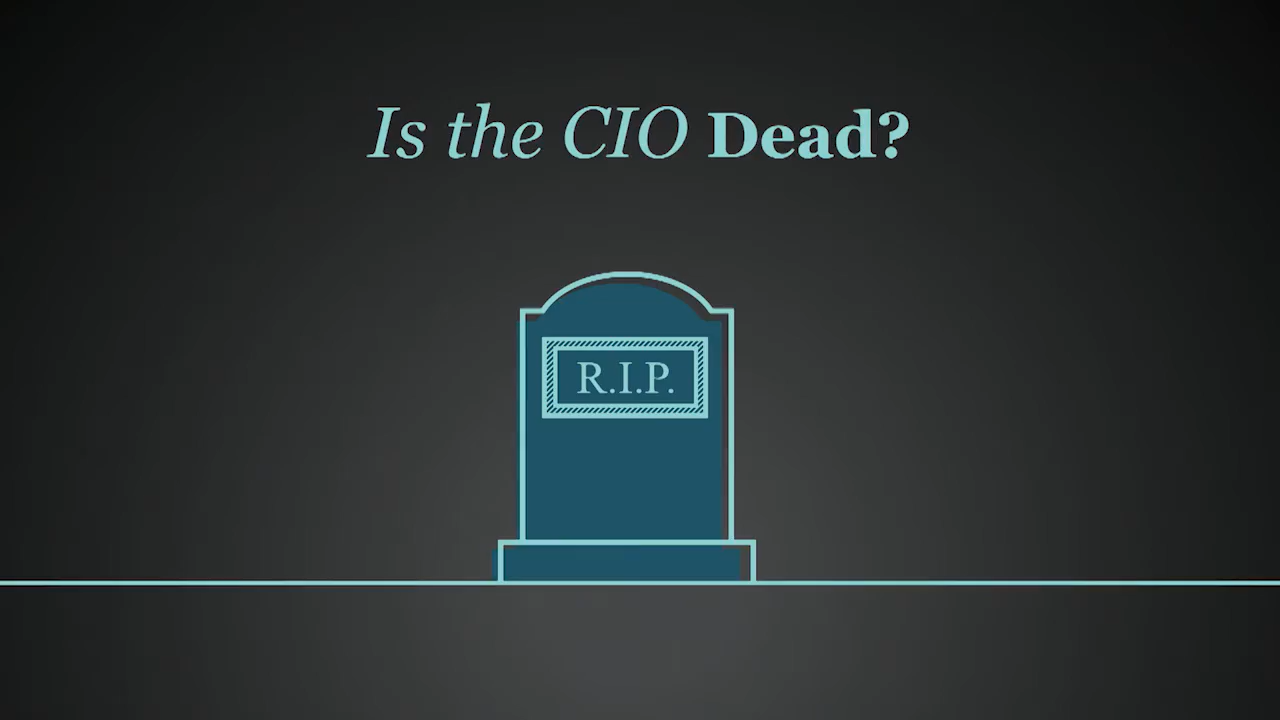 Is the CIO Dead?
R.I.P.